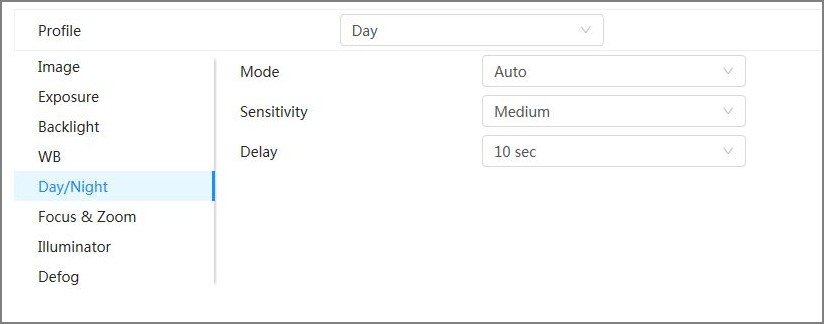 Profile Day
Image
Mode Auto
Exposure
Sensitivity Medium
Backlight
WB
Delay 10 sec
Day/Night
Focus & Zoom
Illuminator
Defog